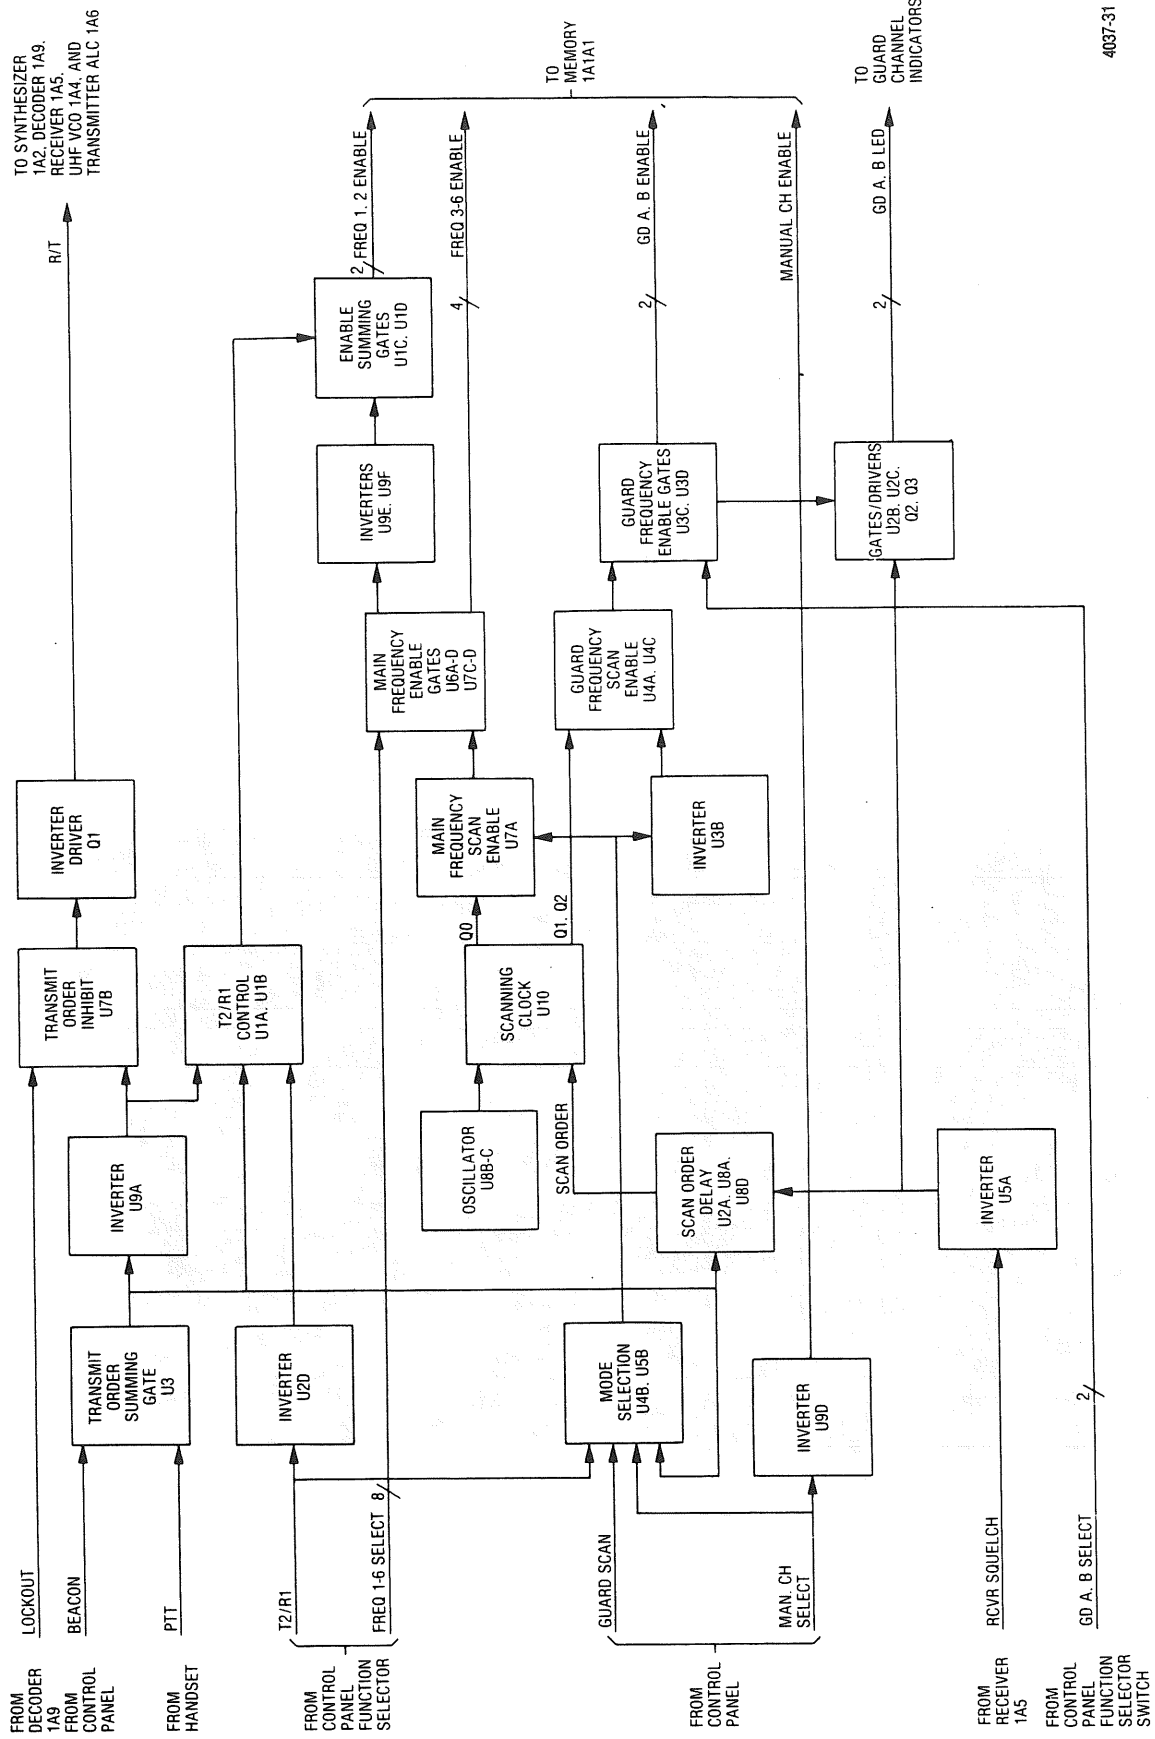 FROM
DECODER
1A9
LOCKOUT
FROM
CONTROL
PANEL
BEACON
FROM
HANDSET
PTT
TRANSMIT
ORDER
SUMMING
GATE
U3
INVERTER
U9A
TRANSMIT
ORDER
INHIBIT
U7B
INVERTER
DRIVER
Q1
R/T
TO SYNTHESIZER
1A2. DECODER 1A9.
RECEIVER 1A5.
UHF VCO 1A4. AND
TRANSMITTER ALC 1A6
FROM
CONTROL
PANEL
FUNCTION
SELECTOR
T2/R1
FREQ 1-6 SELECT
8
INVERTER
U2D
T2/R1
CONTROL
U1A. U1B
MAIN
FREQUENCY
ENABLE
GATES
U6A-D
U7C-D
INVERTERS
U9E. U9F
ENABLE
SUMMING
GATES
U1C. U1D
2
FREQ 1. 2 ENABLE
4
FREQ 3-6 ENABLE
OSCILLATOR
U8B-C
SCANNING
CLOCK
U10
SCAN ORDER
Q0
Q1. Q2
MAIN
FREQUENCY
SCAN
ENABLE
U7A
TO
MEMORY
1A1A1
FROM
CONTROL
PANEL
GUARD SCAN
MAN. CH
SELECT
MODE
SELECTION
U4B. U5B
SCAN ORDER
DELAY
U2A. U8A.
U8D
INVERTER
U3B
GUARD
FREQUENCY
SCAN
ENABLE
U4A. U4C
GUARD
FREQUENCY
ENABLE GATES
U3C. U3D
2
GD A. B ENABLE
INVERTER
U9D
MANUAL CH ENABLE
FROM
RECEIVER
1A5
RCVR SQUELCH
INVERTER
U5A
GATES/DRIVERS
U2B. U2C.
Q2. Q3
2
GD A. B LED
TO
GUARD
CHANNEL
INDICATORS
FROM
CONTROL
PANEL
FUNCTION
SELECTOR
SWITCH
GD A. B SELECT
2
4037-31